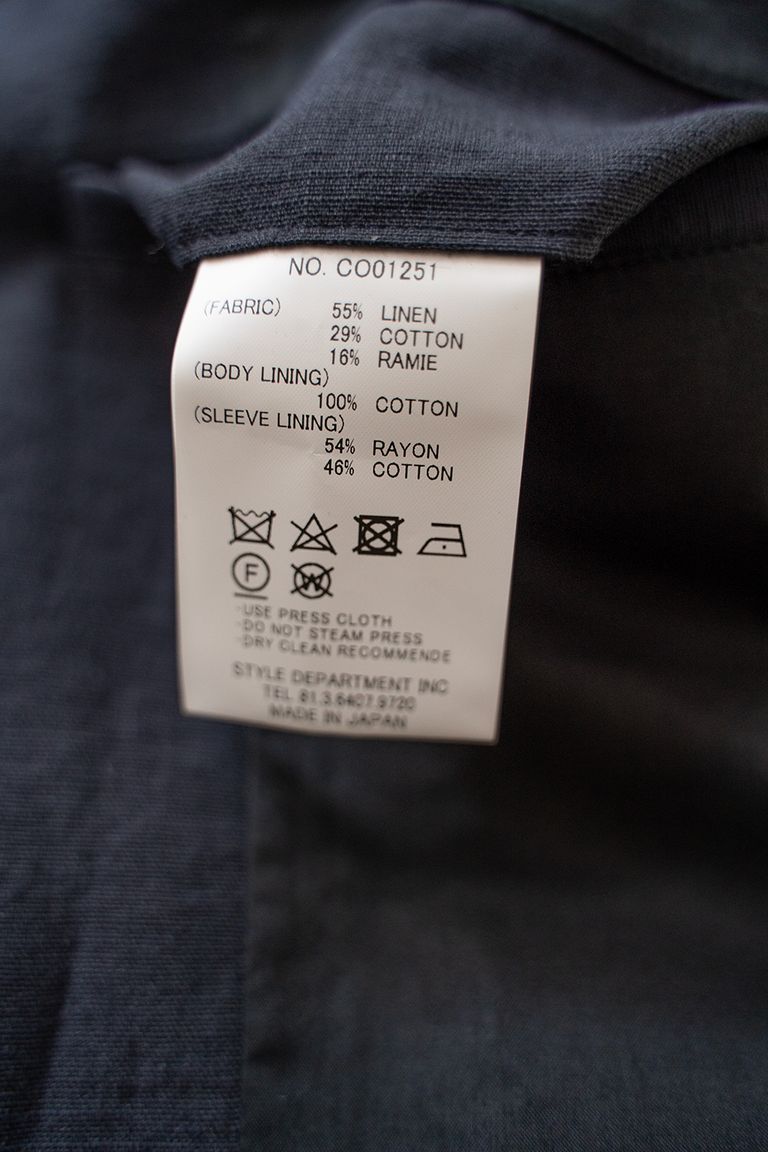 NO. CO01251
(FABRIC) 55% LINEN
29% COTTON
16% RAMIE
(BODY LINING)
100% COTTON
(SLEEVE LINING)
54% RAYON
46% COTTON
F W
·USE PRESS CLOTH
·DO NOT STEAM PRESS
·DRY CLEAN RECOMMENDE
STYLE DEPARTMENT INC
TEL 81.3.6407.9720
MADE IN JAPAN